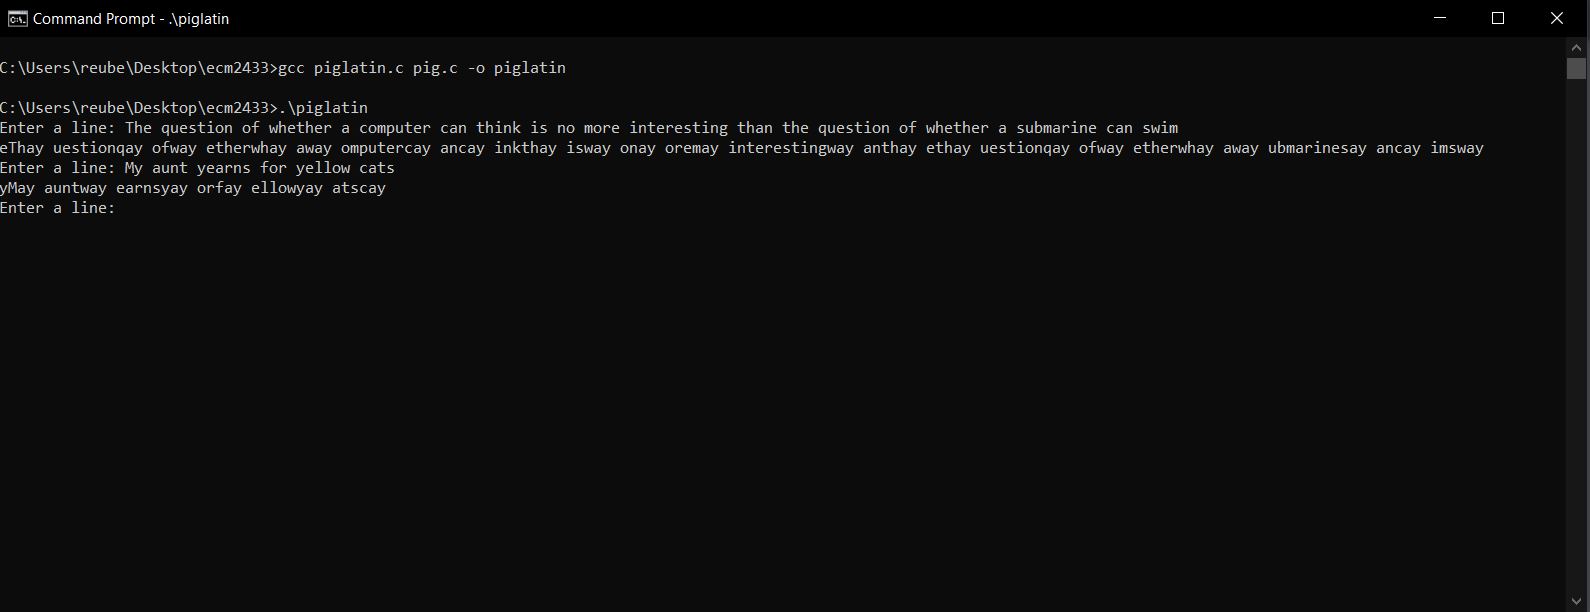 Command Prompt - .\piglatin
C:\Users\reube\Desktop\ecm2433>gcc piglatin.c pig.c -o piglatin
C:\Users\reube\Desktop\ecm2433>.\piglatin
Enter a line: The question of whether a computer can think is no more interesting than the question of whether a submarine can swim
eThay uestionqay ofway etherwhay away omputercay ancay inkthay isway onay oremay interestingway anthay ethay uestionqay ofway etherwhay away ubmarinesay ancay imsway
Enter a line: My aunt yearns for yellow cats
yMay auntway earnsyay orfay ellowyay atscay
Enter a line: